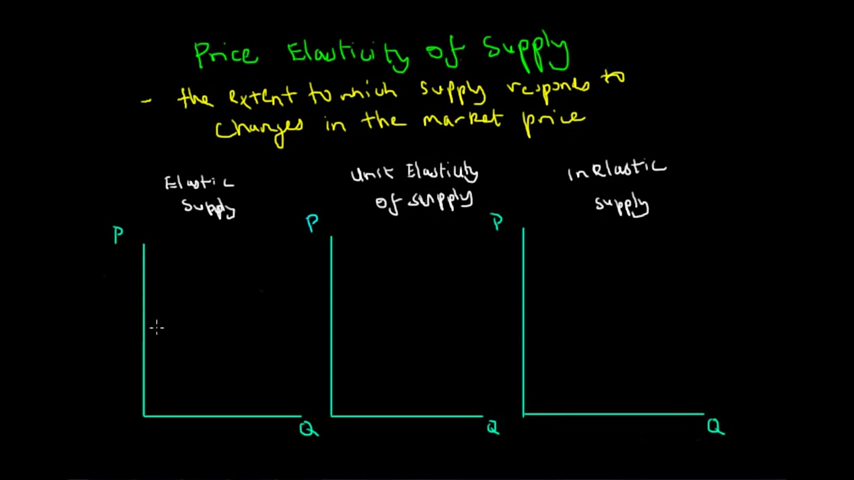 Price Elasticity of Supply
- the extent to which supply responds to
changes in the market price
Elastic
Supply
Unit Elasticity
of supply
inelastic
supply
P
P
P
Q
Q
Q